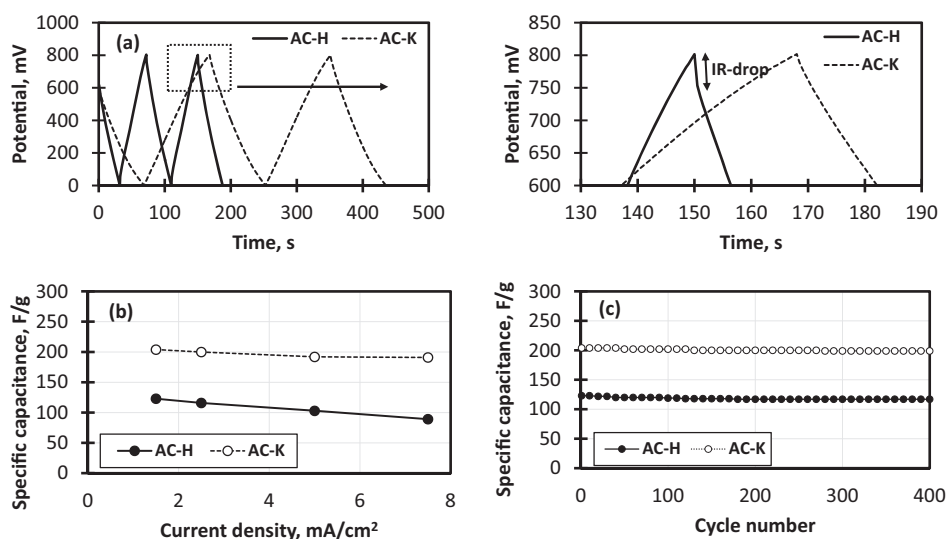 (a)
AC-H AC-K
Potential, mV
1000
800
600
400
200
0
0 100 200 300 400 500
Time, s
AC-H
AC-K
IR-drop
Potential, mV
850
800
750
700
650
600
130 140 150 160 170 180 190
Time, s
(b)
Specific capacitance, F/g
300
250
200
150
100
50
0
AC-H AC-K
0 2 4 6 8
Current density, mA/cm²
(c)
Specific capacitance, F/g
300
250
200
150
100
50
0
AC-H AC-K
0 100 200 300 400
Cycle number